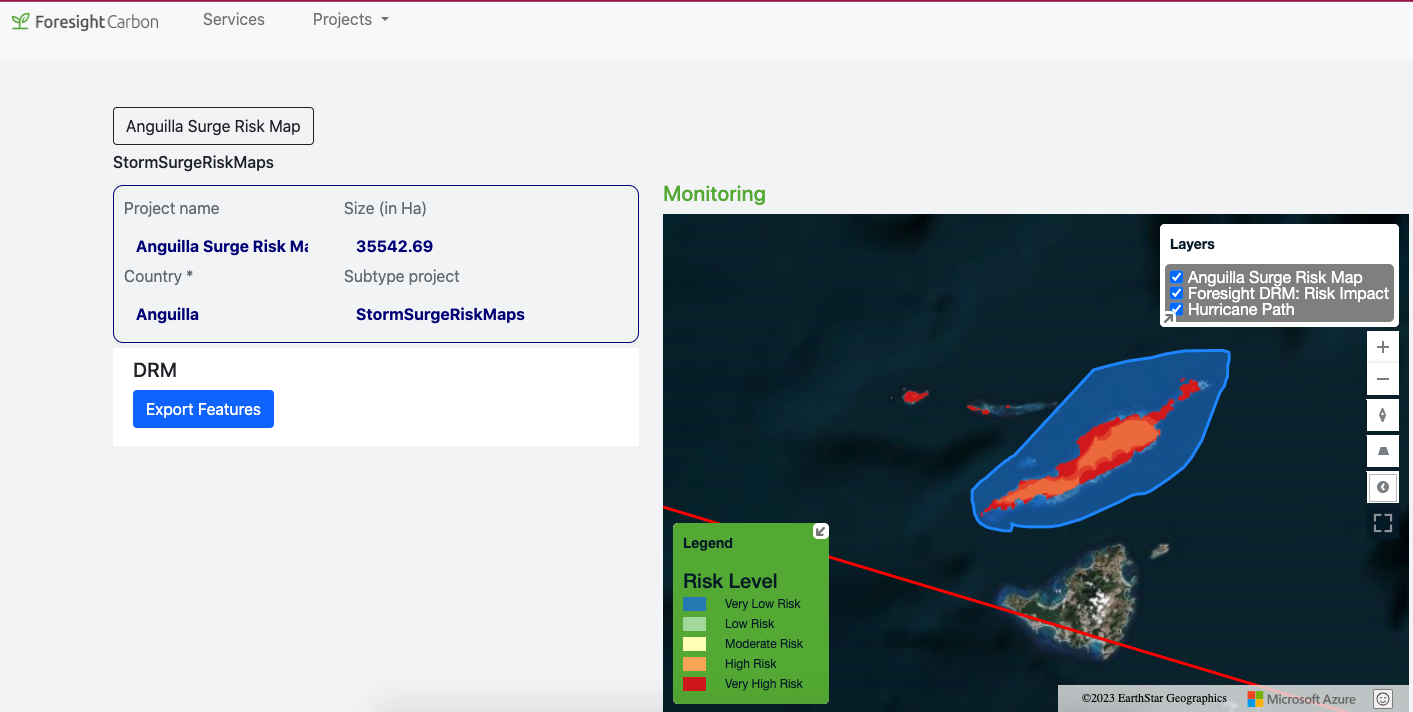 ForesightCarbon Services Projects
Anguilla Surge Risk Map
StormSurgeRiskMaps
Project name Size (in Ha)
Anguilla Surge Risk Ma 35542.69
Country * Subtype project
Anguilla StormSurgeRiskMaps
DRM
Export Features
Monitoring
Layers
Anguilla Surge Risk Map
Foresight DRM: Risk Impact
Hurricane Path
Legend
Risk Level
Very Low Risk
Low Risk
Moderate Risk
High Risk
Very High Risk
©2023 EarthStar Geographics Microsoft Azure